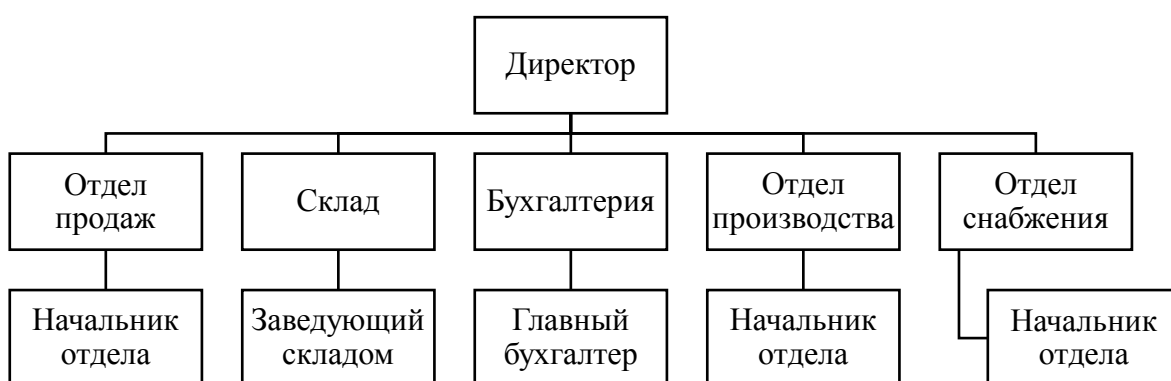 Директор
Отдел
продаж
Склад
Бухгалтерия
Отдел
производства
Отдел
снабжения
Начальник
отдела
Заведующий
складом
Главный
бухгалтер
Начальник
отдела
Начальник
отдела